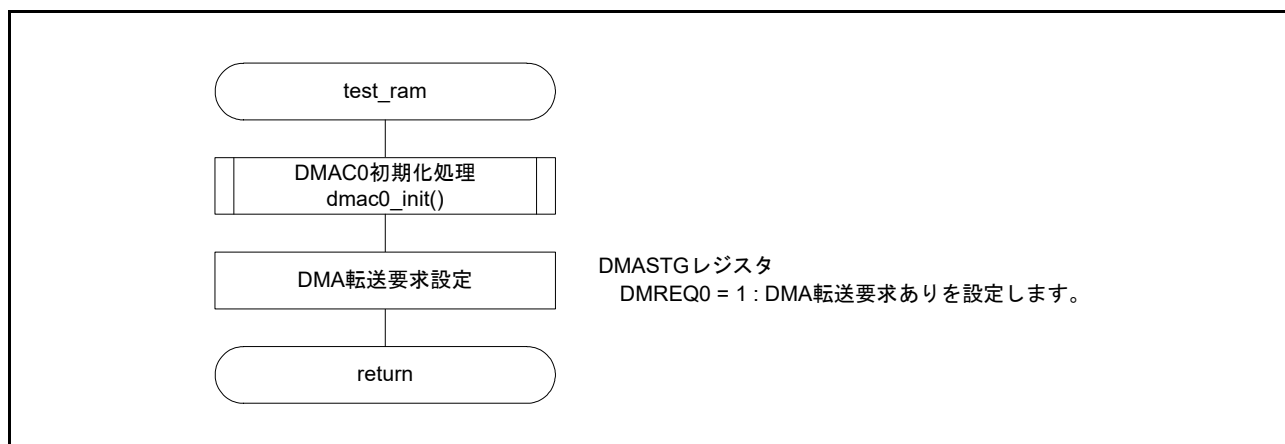 test_ram
DMAC0初期化処理
dmac0_init()
DMA転送要求設定
DMASTGレジスタ
DMREQ0 = 1 : DMA転送要求ありを設定します。
return